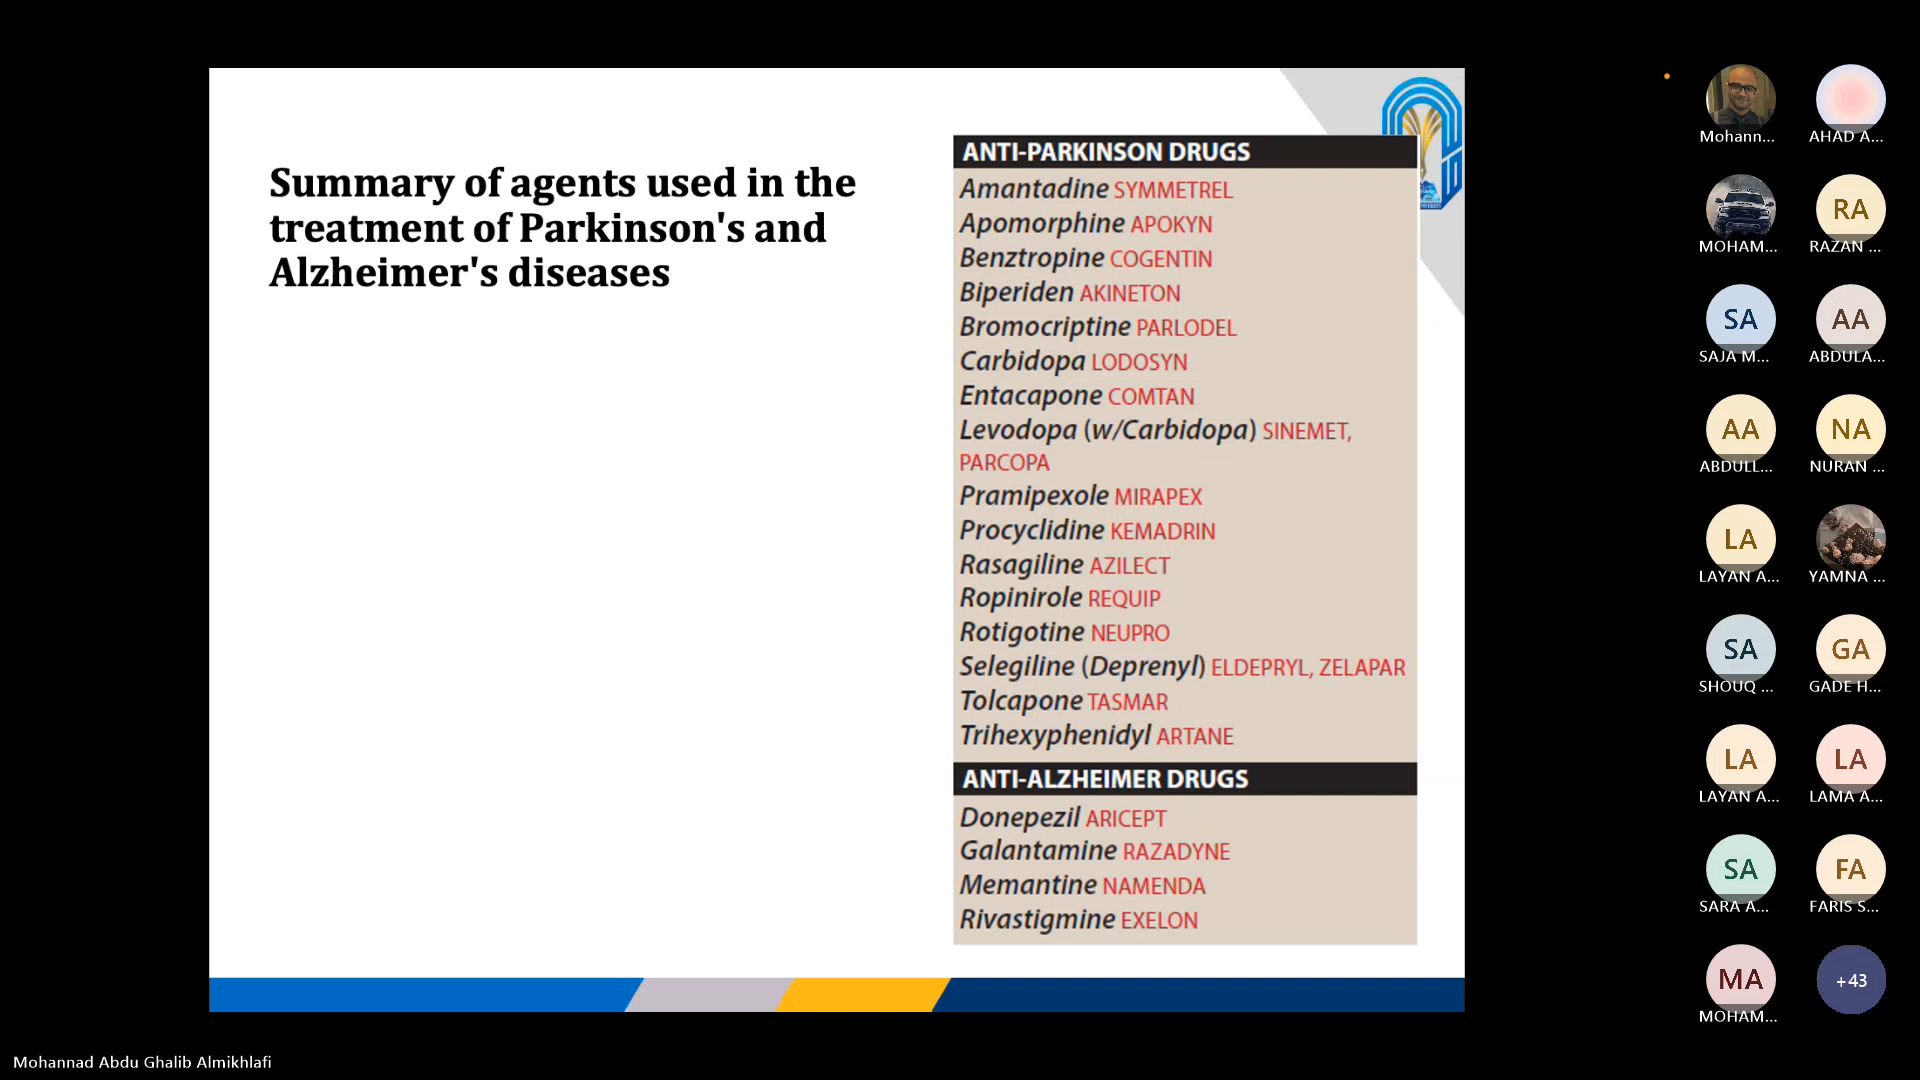 Summary of agents used in the
treatment of Parkinson's and
Alzheimer's diseases
ANTI-PARKINSON DRUGS
Amantadine SYMMETREL
Apomorphine APOKYN
Benztropine COGENTIN
Biperiden AKINETON
Bromocriptine PARLODEL
Carbidopa LODOSYN
Entacapone COMTAN
Levodopa (w/Carbidopa) SINEMET,
PARCOPA
Pramipexole MIRAPEX
Procyclidine KEMADRIN
Rasagiline AZILECT
Ropinirole REQUIP
Rotigotine NEUPRO
Selegiline (Deprenyl) ELDEPRYL, ZELAPAR
Tolcapone TASMAR
Trihexyphenidyl ARTANE
ANTI-ALZHEIMER DRUGS
Donepezil ARICEPT
Galantamine RAZADYNE
Memantine NAMENDA
Rivastigmine EXELON
Mohann...
AHAD A...
MOHAM...
RA
RAZAN ...
SA
SAJA M...
AA
ABDULA...
AA
ABDULL...
NA
NURAN ...
LA
LAYAN A...
YAMNA ...
SA
SHOUQ ...
GA
GADE H...
LA
LAYAN A...
LA
LAMA A...
SA
SARA A...
FA
FARIS S...
MA
MOHAM...
+43
Mohannad Abdu Ghalib Almikhlafi